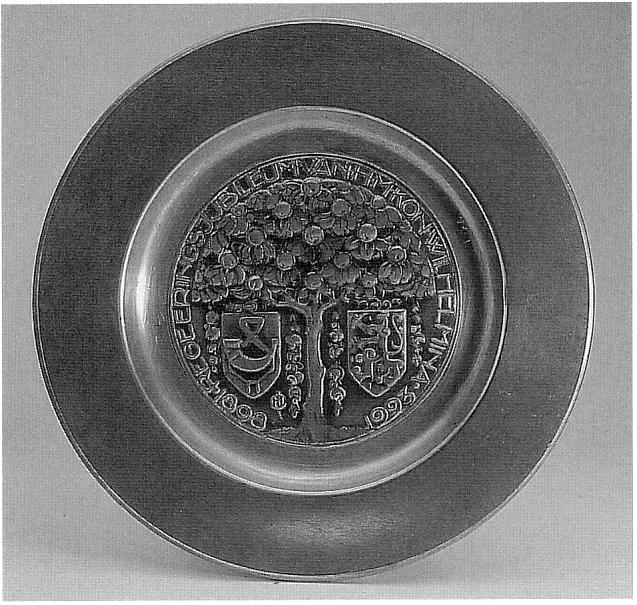 1898 · REGEERINGSJUBILEUM · VAN H·M·KON·WILHELMINA · 1923